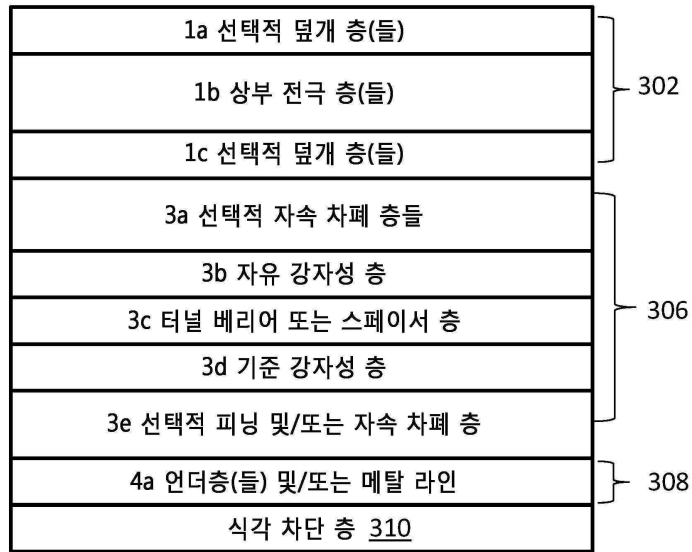 1a 선택적 덮개 층(들)
1b 상부 전극 층(들)
302
1c 선택적 덮개 층(들)
3a 선택적 자속 차폐 층들
3b 자유 강자성 층
3c 터널 베리어 또는 스페이서 층
306
3d 기준 강자성 층
3e 선택적 피닝 및/또는 자속 차폐 층
4a 언더층(들) 및/또는 메탈 라인
308
식각 차단 층 310